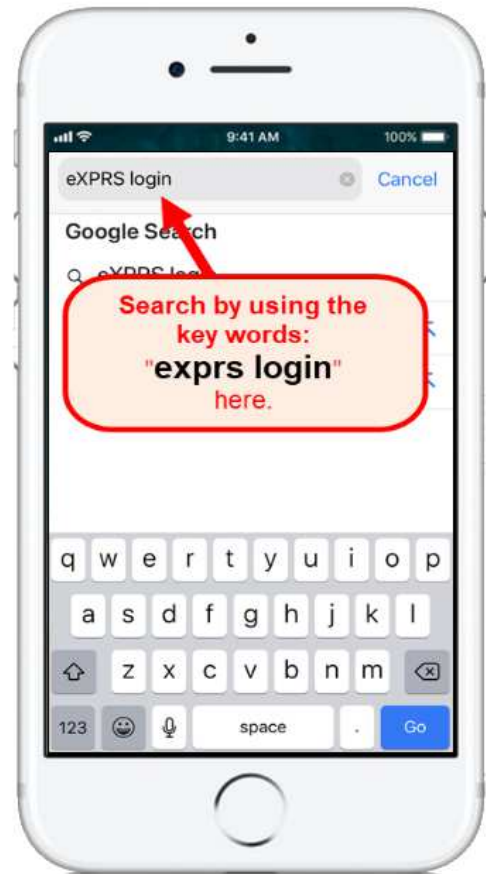 9:41 AM 100%
eXPRS login Cancel
Google Search
Search by using the
key words:
"exprs login"
here.
q w e r t y u i o p
a s d f g h j k l
z x c v b n m
123 space . Go